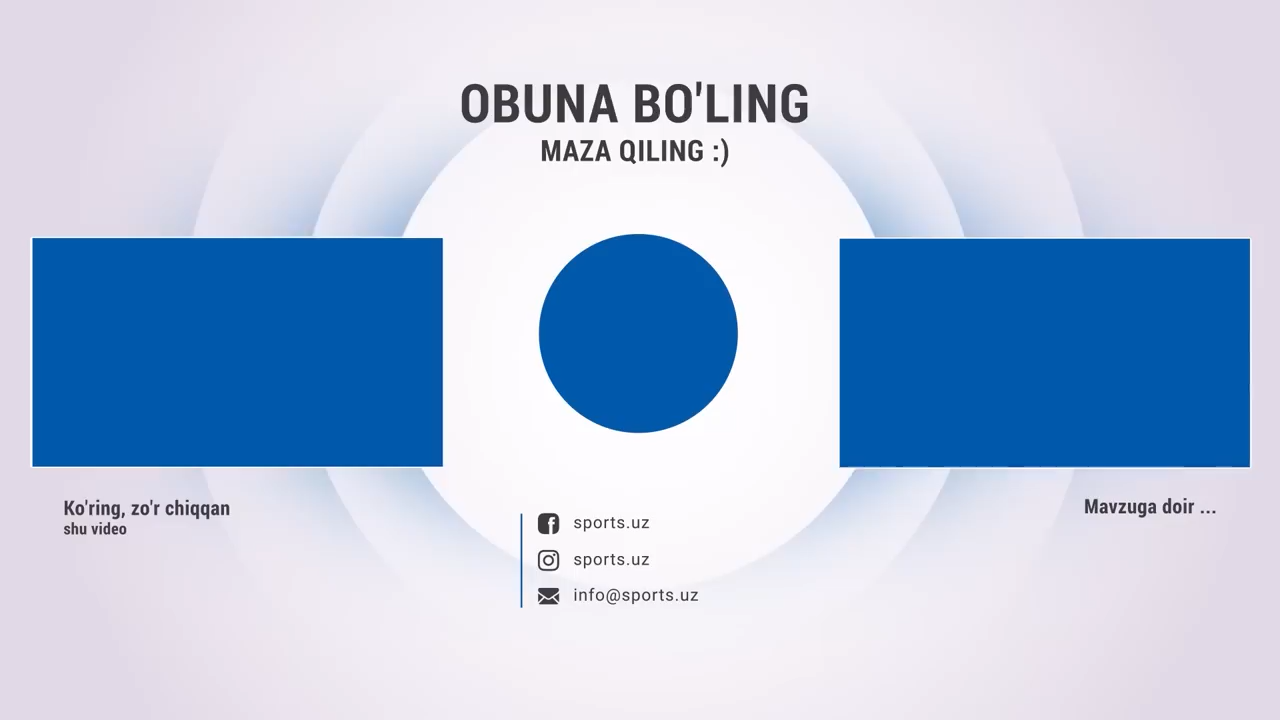 OBUNA BO'LING
MAZA QILING :)
Ko'ring, zo'r chiqqan
shu video
Mavzuga doir ...
sports.uz
sports.uz
info@sports.uz